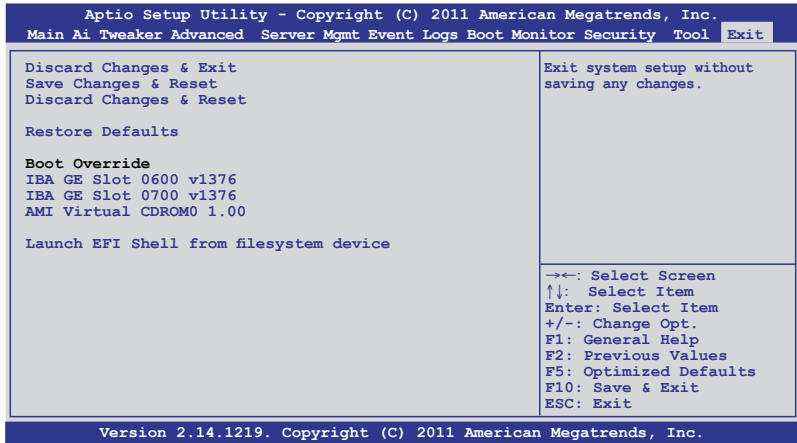 Aptio Setup Utility - Copyright (C) 2011 American Megatrends, Inc.
Main Ai Tweaker Advanced Server Mgmt Event Logs Boot Monitor Security Tool Exit
Discard Changes & Exit
Save Changes & Reset
Discard Changes & Reset
Restore Defaults
Boot Override
IBA GE Slot 0600 v1376
IBA GE Slot 0700 v1376
AMI Virtual CDROM0 1.00
Launch EFI Shell from filesystem device
Exit system setup without
saving any changes.
→←: Select Screen
↑↓: Select Item
Enter: Select Item
+/-: Change Opt.
F1: General Help
F2: Previous Values
F5: Optimized Defaults
F10: Save & Exit
ESC: Exit
Version 2.14.1219. Copyright (C) 2011 American Megatrends, Inc.